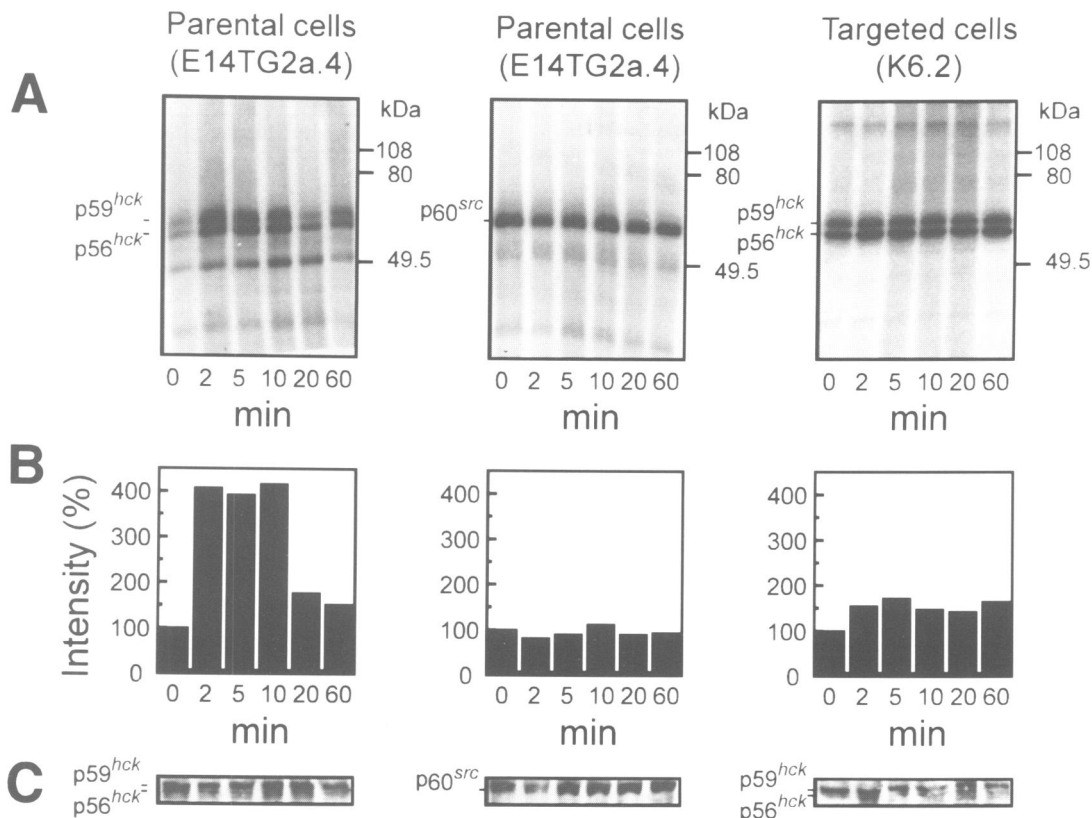 Parental cells
(E14TG2a.4)
Parental cells
(E14TG2a.4)
Targeted cells
(K6.2)
A
kDa
108
80
49.5
p59hck
p56hck
0 2 5 10 20 60
min
kDa
108
80
49.5
p60src
0 2 5 10 20 60
min
kDa
108
80
49.5
p59hck
p56hck
0 2 5 10 20 60
min
B
Intensity (%)
400
300
200
100
0
0 2 5 10 20 60
min
400
300
200
100
0
0 2 5 10 20 60
min
400
300
200
100
0
0 2 5 10 20 60
min
C
p59hck
p56hck
p60src
p59hck
p56hck